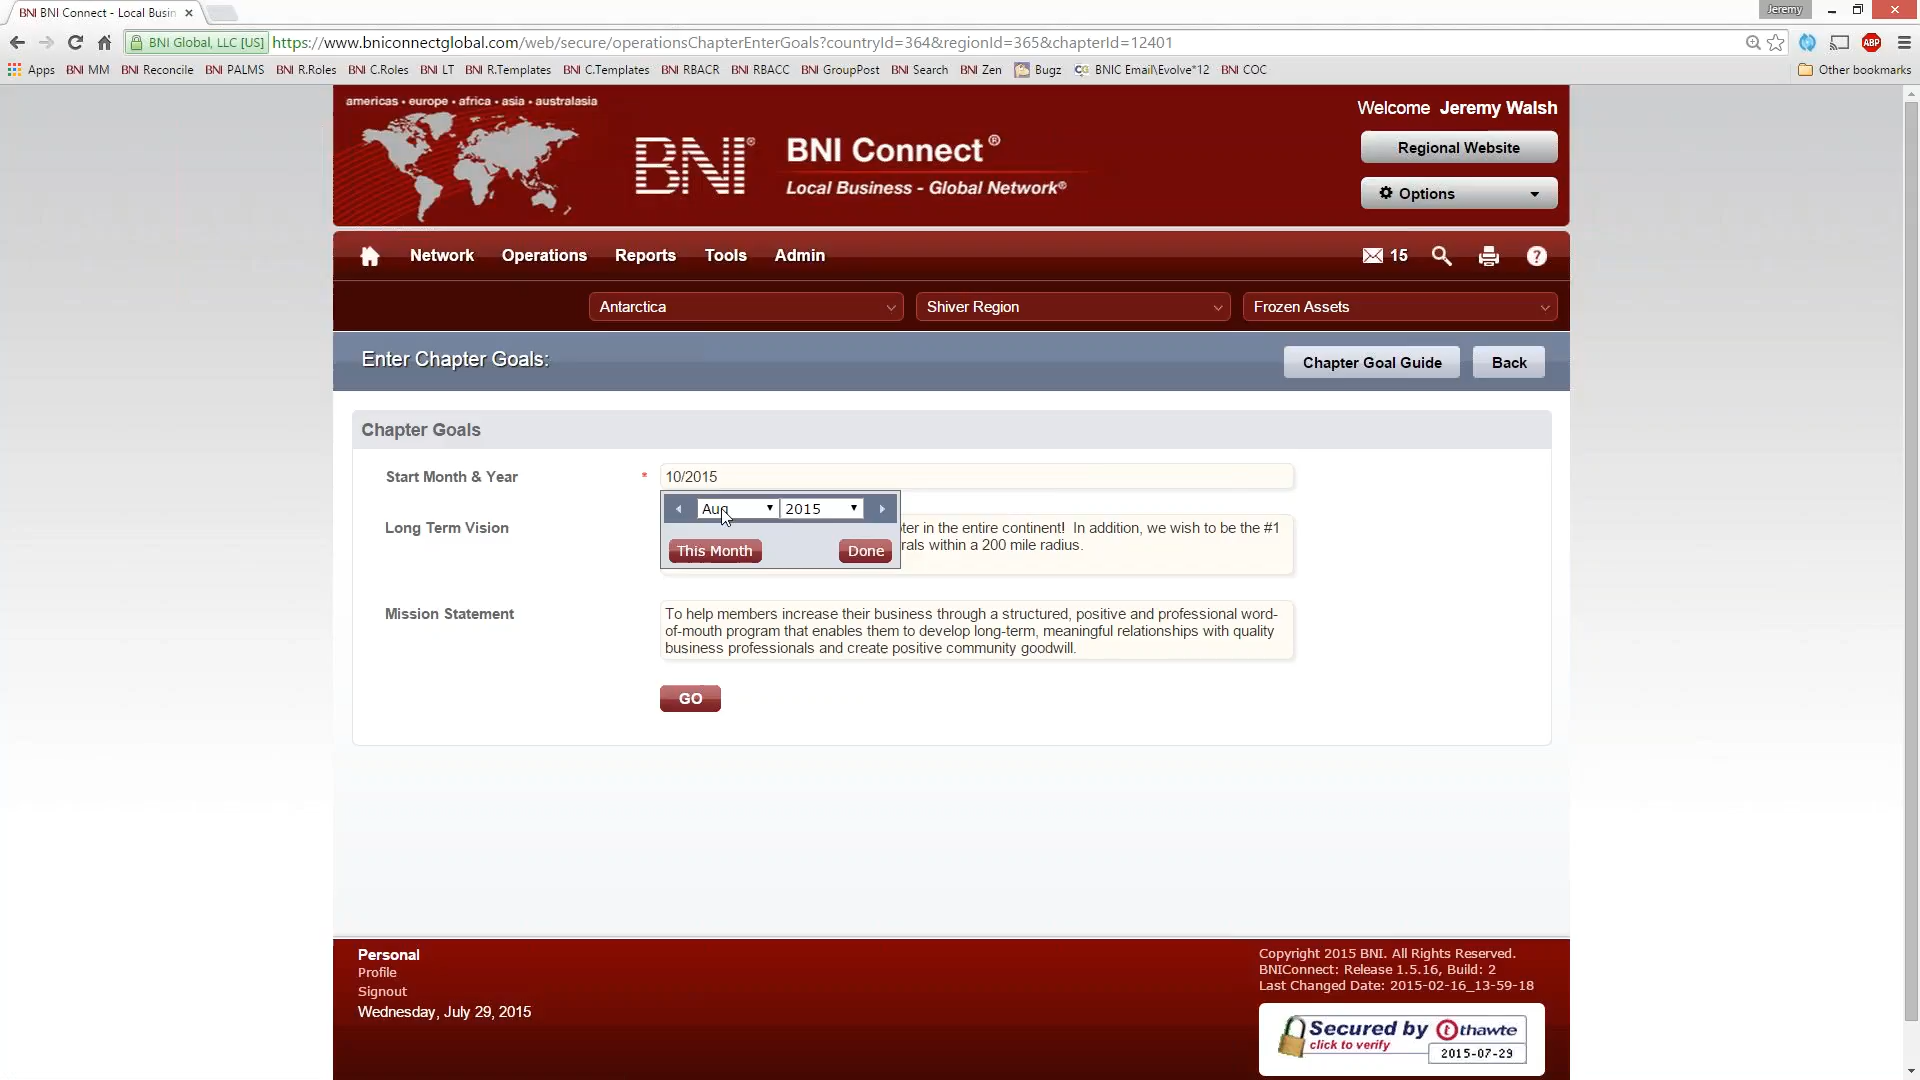 BNI BNI Connect - Local Busin
Jeremy
BNI Global, LLC [US]
https://www.bniconnectglobal.com/web/secure/operationsChapterEnterGoals?countryId=364&regionId=365&chapterId=12401
ABP
Apps
BNI MM
BNI Reconcile
BNI PALMS
BNI R.Roles
BNI C.Roles
BNI LT
BNI R.Templates
BNI C.Templates
BNI RBACR
BNI RBACC
BNI GroupPost
BNI Search
BNI Zen
Bugz
CG BNIC Email\Evolve*12
BNI COC
Other bookmarks
americas • europe • africa • asia • australasia
BNI®
BNI Connect®
Local Business - Global Network®
Welcome Jeremy Walsh
Regional Website
Options
Network
Operations
Reports
Tools
Admin
15
?
Antarctica
Shiver Region
Frozen Assets
Enter Chapter Goals:
Chapter Goal Guide
Back
Chapter Goals
Start Month & Year
*
10/2015
Aug
2015
This Month
Done
Long Term Vision
in the entire continent! In addition, we wish to be the #1
within a 200 mile radius.
Mission Statement
To help members increase their business through a structured, positive and professional word-
of-mouth program that enables them to develop long-term, meaningful relationships with quality
business professionals and create positive community goodwill.
GO
Personal
Profile
Signout
Wednesday, July 29, 2015
Copyright 2015 BNI. All Rights Reserved.
BNIConnect: Release 1.5.16, Build: 2
Last Changed Date: 2015-02-16_13-59-18
Secured by thawte
click to verify
2015-07-29